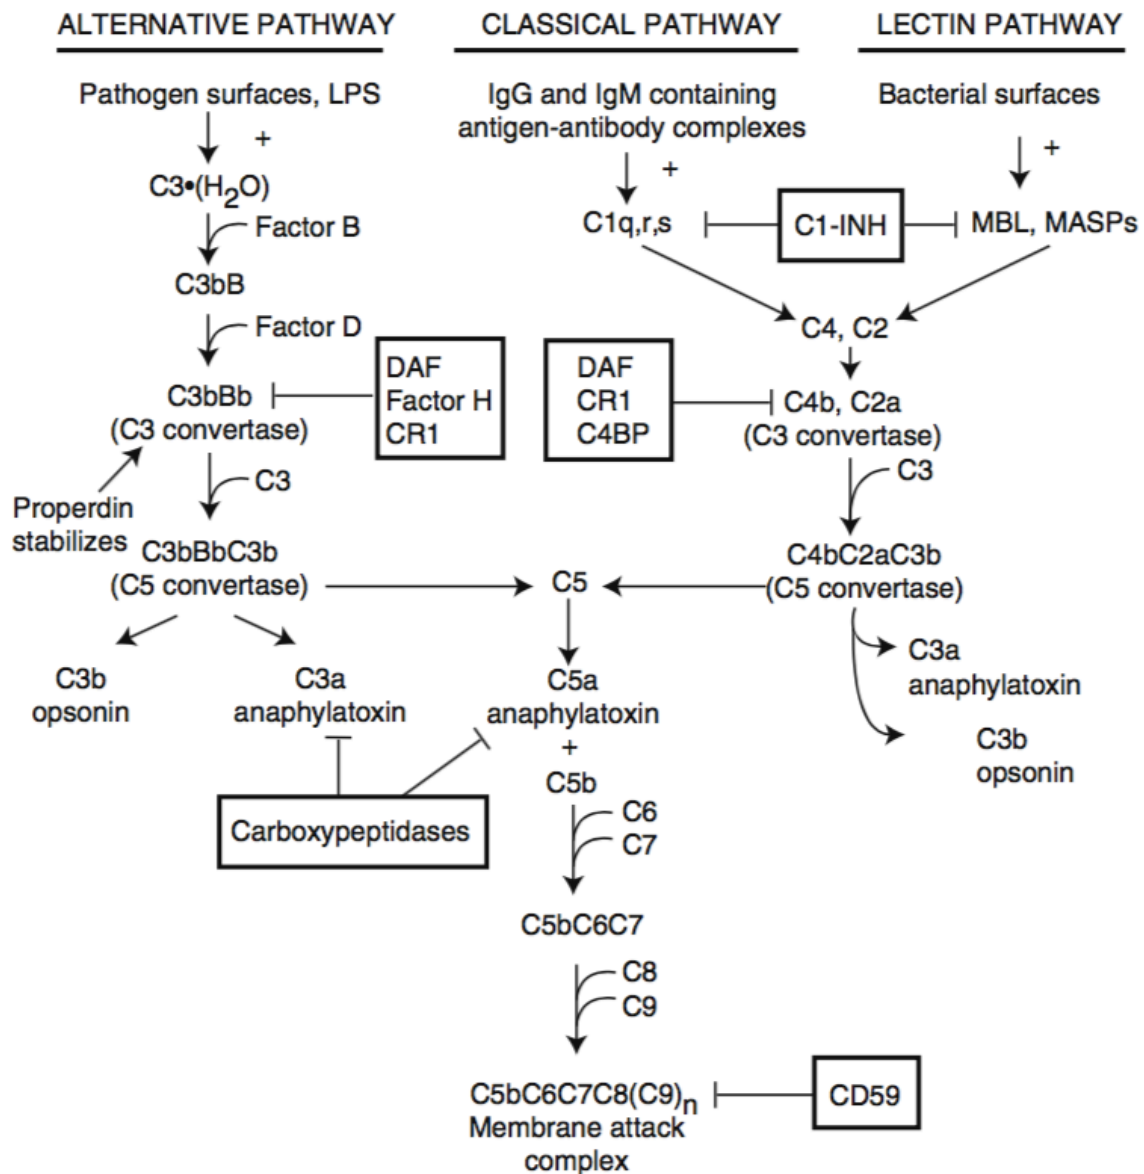 ALTERNATIVE PATHWAY
CLASSICAL PATHWAY
LECTIN PATHWAY
Pathogen surfaces, LPS
+
C3•(H₂O)
Factor B
C3bB
Factor D
C3bBb
(C3 convertase)
DAF
Factor H
CR1
Properdin
stabilizes
C3
C3bBbC3b
(C5 convertase)
C3b
opsonin
C3a
anaphylatoxin
Carboxypeptidases
IgG and IgM containing
antigen-antibody complexes
+
C1q,r,s
C1-INH
Bacterial surfaces
+
MBL, MASPs
C4, C2
DAF
CR1
C4BP
C4b, C2a
(C3 convertase)
C3
C4bC2aC3b
(C5 convertase)
C3a
anaphylatoxin
C3b
opsonin
C5
C5a
anaphylatoxin
+
C5b
C6
C7
C5bC6C7
C8
C9
C5bC6C7C8(C9)ₙ
Membrane attack
complex
CD59